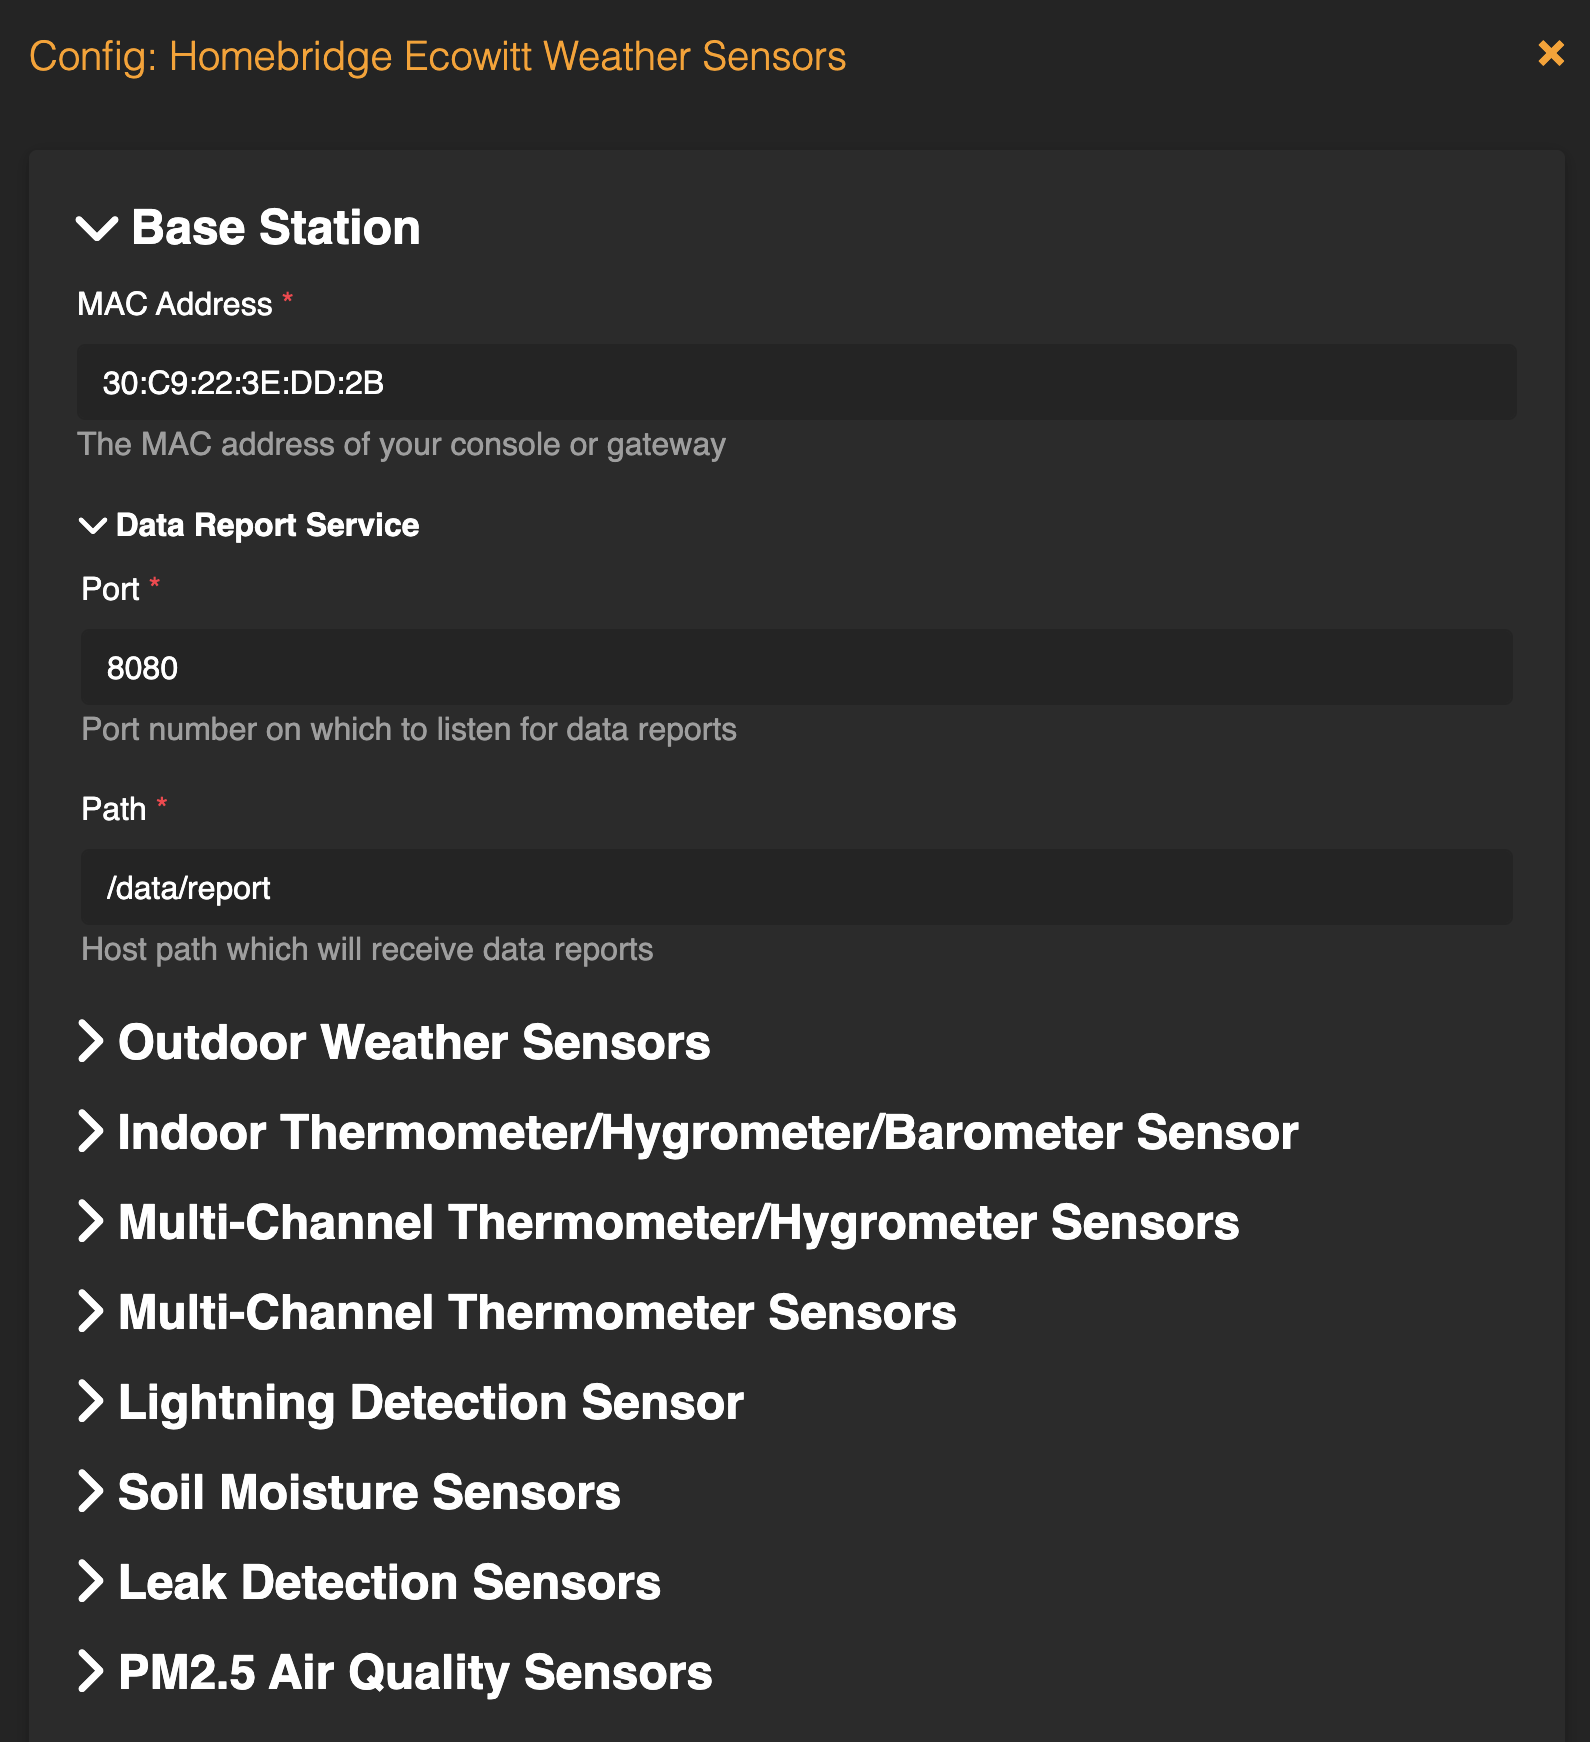 Config: Homebridge Ecowitt Weather Sensors
Base Station
MAC Address *
30:C9:22:3E:DD:2B
The MAC address of your console or gateway
Data Report Service
Port *
8080
Port number on which to listen for data reports
Path *
/data/report
Host path which will receive data reports
Outdoor Weather Sensors
Indoor Thermometer/Hygrometer/Barometer Sensor
Multi-Channel Thermometer/Hygrometer Sensors
Multi-Channel Thermometer Sensors
Lightning Detection Sensor
Soil Moisture Sensors
Leak Detection Sensors
PM2.5 Air Quality Sensors